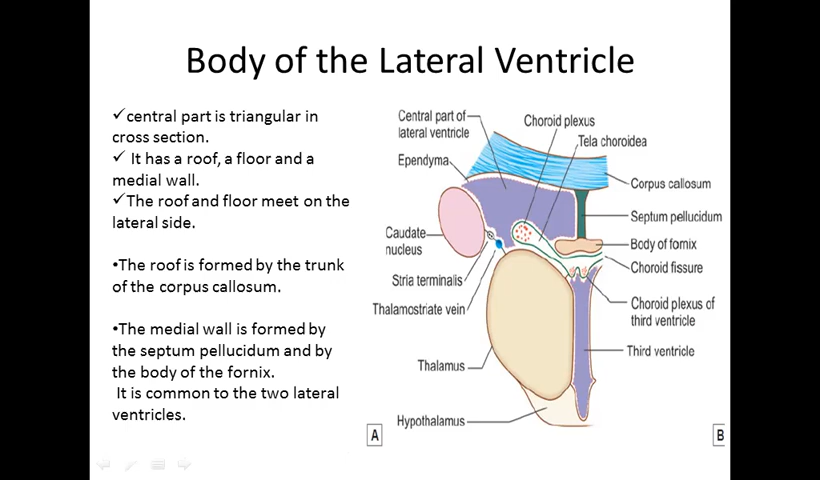 Body of the Lateral Ventricle
✓central part is triangular in
cross section.
✓ It has a roof, a floor and a
medial wall.
✓The roof and floor meet on the
lateral side.
•The roof is formed by the trunk
of the corpus callosum.
•The medial wall is formed by
the septum pellucidum and by
the body of the fornix.
It is common to the two lateral
ventricles.
Central part of
lateral ventricle
Ependyma
Caudate
nucleus
Stria terminalis
Thalamostriate vein
Thalamus
Hypothalamus
Choroid plexus
Tela choroidea
Corpus callosum
Septum pellucidum
Body of fornix
Choroid fissure
Choroid plexus of
third ventricle
Third ventricle
A
B